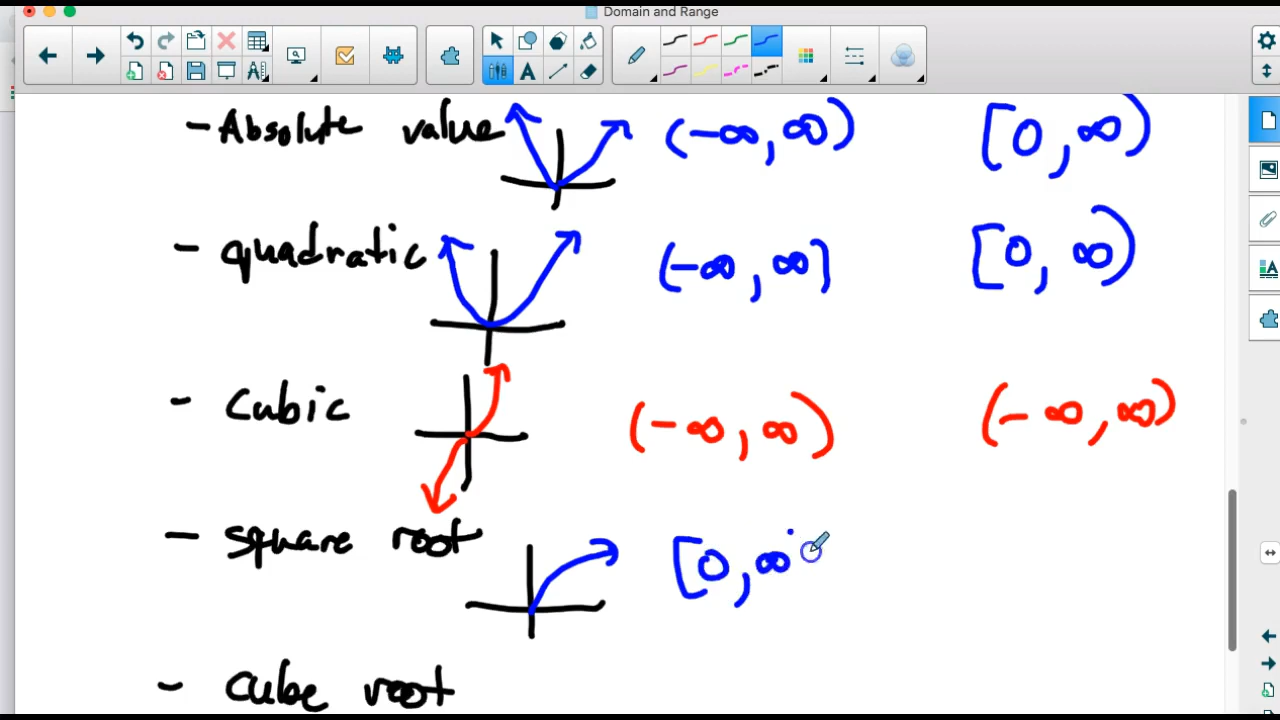 Domain and Range
- Absolute value (-∞, ∞) [0, ∞)
- quadratic (-∞, ∞) [0, ∞)
- Cubic (-∞, ∞) (-∞, ∞)
- square root [0, ∞
- cube root